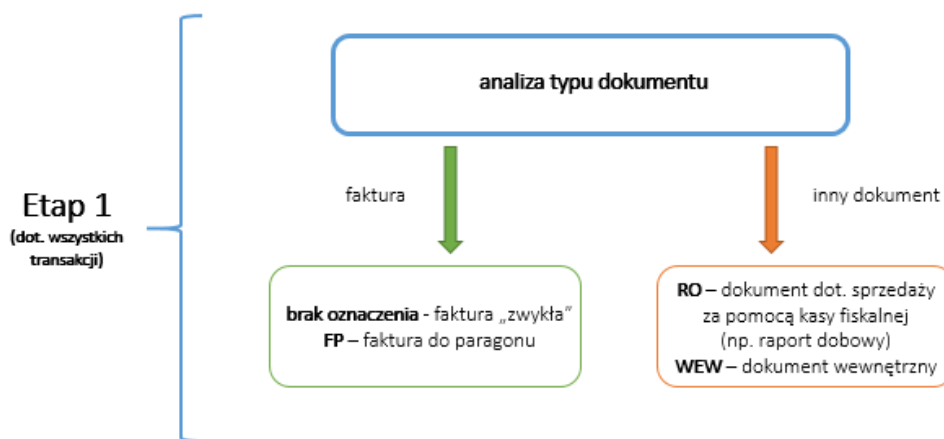 analiza typu dokumentu
faktura
inny dokument
Etap 1
(dot. wszystkich
transakcji)
brak oznaczenia - faktura „zwykła”
FP – faktura do paragonu
RO – dokument dot. sprzedaży
za pomocą kasy fiskalnej
(np. raport dobowy)
WEW – dokument wewnętrzny